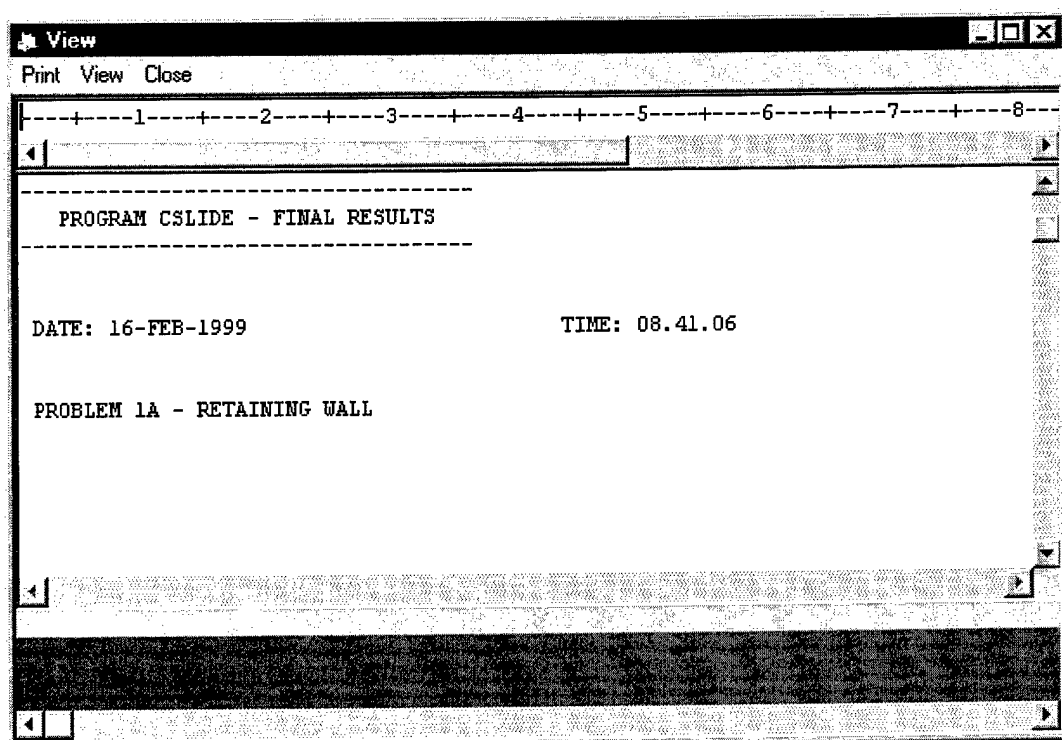 View
Print View Close
----+----1----+----2----+----3----+----4----+----5----+----6----+----7----+----8---
-------------------------------------
PROGRAM CSLIDE - FINAL RESULTS
-------------------------------------
DATE: 16-FEB-1999 TIME: 08.41.06
PROBLEM 1A - RETAINING WALL